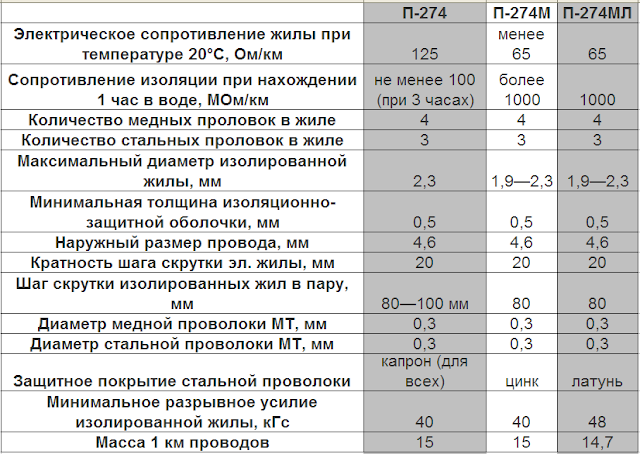 П-274 П-274М П-274МЛ
Электрическое сопротивление жилы при менее
температуре 20°С, Ом/км 125 65 65
Сопротивление изоляции при нахождении не менее 100 более
1 час в воде, МОм/км (при 3 часах) 1000 1000
Количество медных проловок в жиле 4 4 4
Количество стальных проловок в жиле 3 3 3
Максимальный диаметр изолированной
жилы, мм 2,3 1,9—2,3 1,9—2,3
Минимальная толщина изоляционно-
защитной оболочки, мм 0,5 0,5 0,5
Наружный размер провода, мм 4,6 4,6 4,6
Кратность шага скрутки эл. жилы, мм 20 20 20
Шаг скрутки изолированных жил в пару,
мм 80—100 мм 80 80
Диаметр медной проволоки МТ, мм 0,3 0,3 0,3
Диаметр стальной проволоки МТ, мм 0,3 0,3 0,3
капрон (для
Защитное покрытие стальной проволоки всех) цинк латунь
Минимальное разрывное усилие
изолированной жилы, кГс 40 40 48
Масса 1 км проводов 15 15 14,7